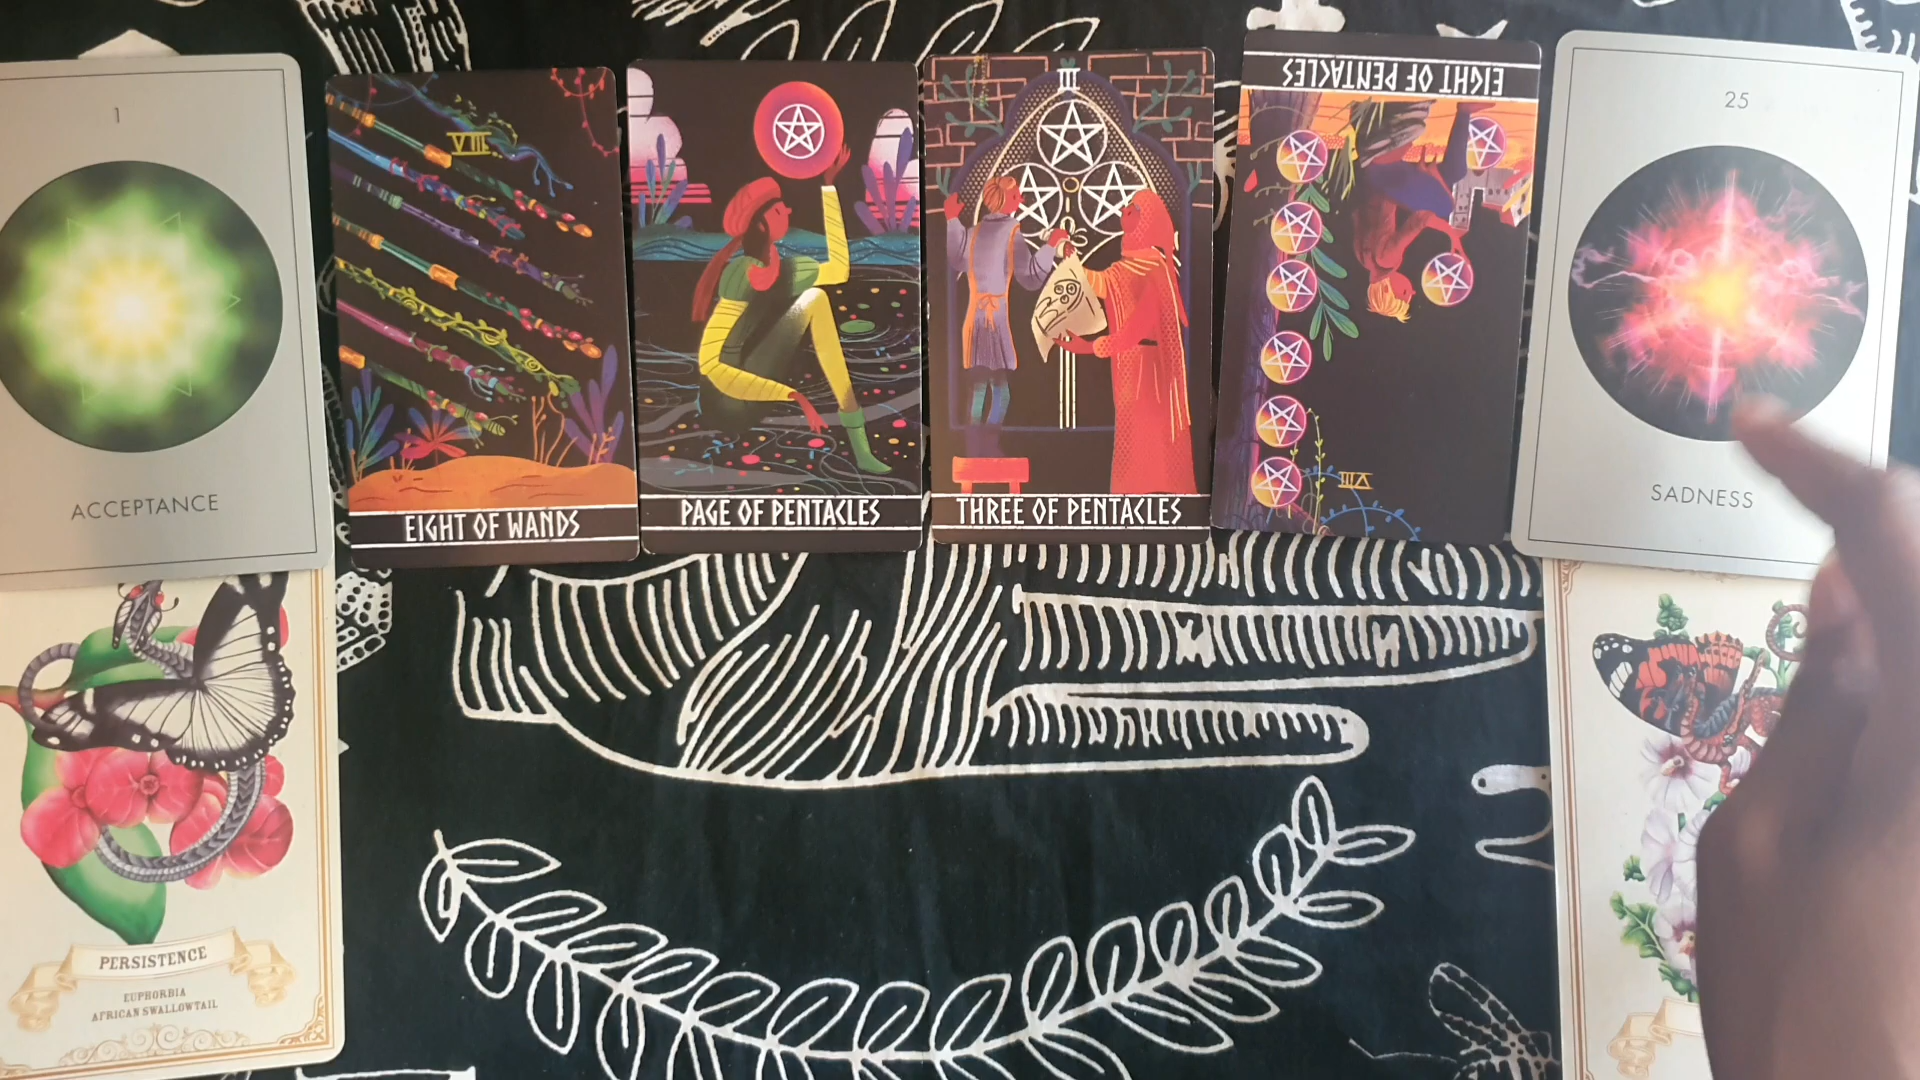 1
ACCEPTANCE
VIII
EIGHT OF WANDS
PAGE OF PENTACLES
III
THREE OF PENTACLES
EIGHT OF PENTACLES
VIII
25
SADNESS
PERSISTENCE
EUPHORBIA
AFRICAN SWALLOWTAIL